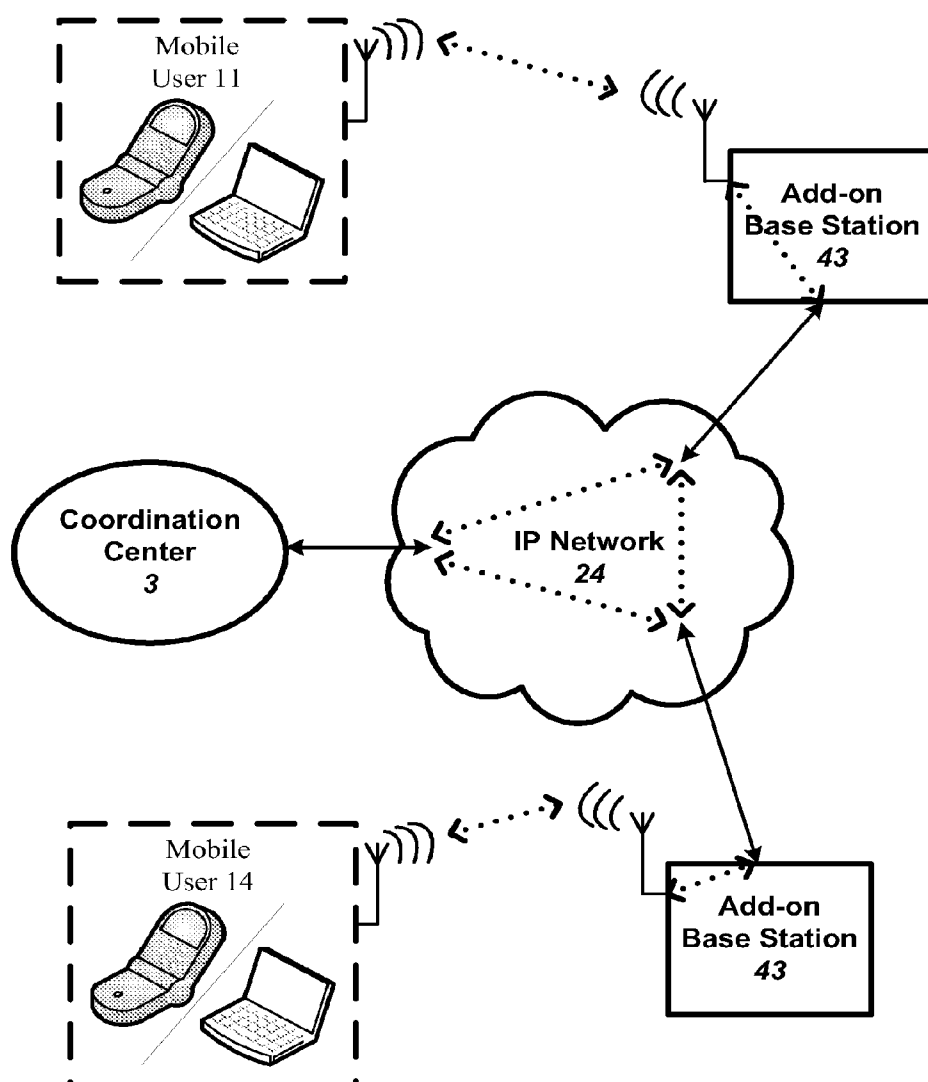 Mobile
User 11
Add-on
Base Station
43
Coordination
Center
3
IP Network
24
Mobile
User 14
Add-on
Base Station
43